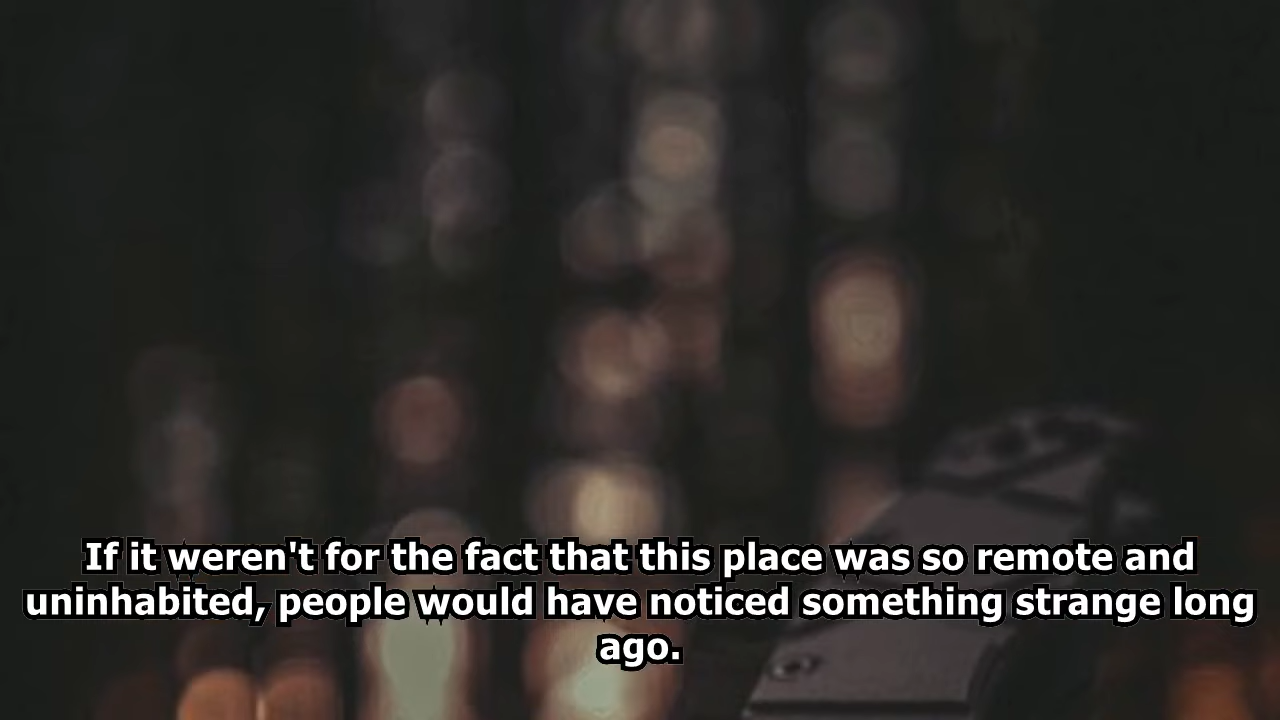 If it weren't for the fact that this place was so remote and
uninhabited, people would have noticed something strange long
ago.